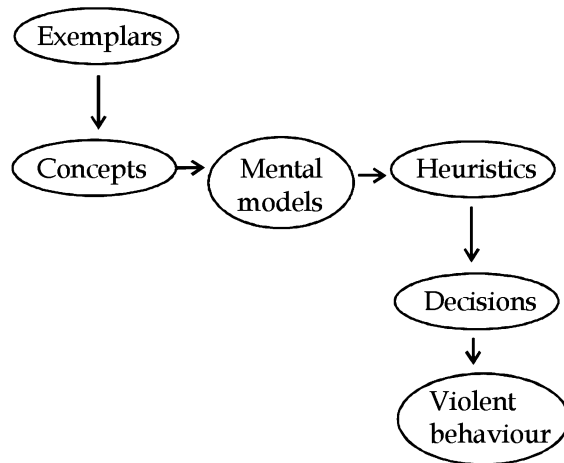 Exemplars
Concepts
Mental
models
Heuristics
Decisions
Violent
behaviour